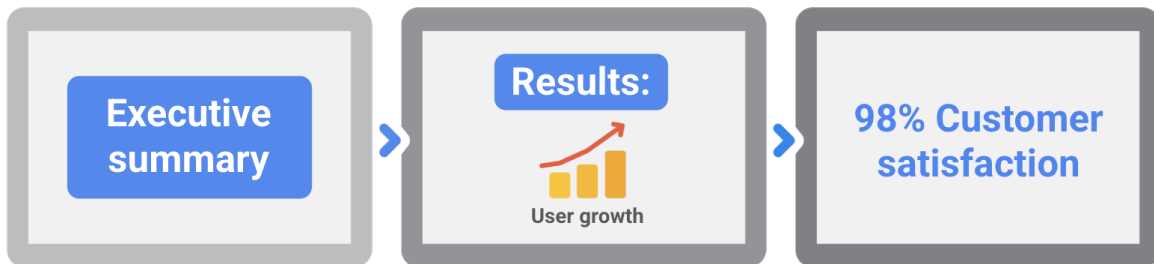 Executive
summary
Results:
User growth
98% Customer
satisfaction